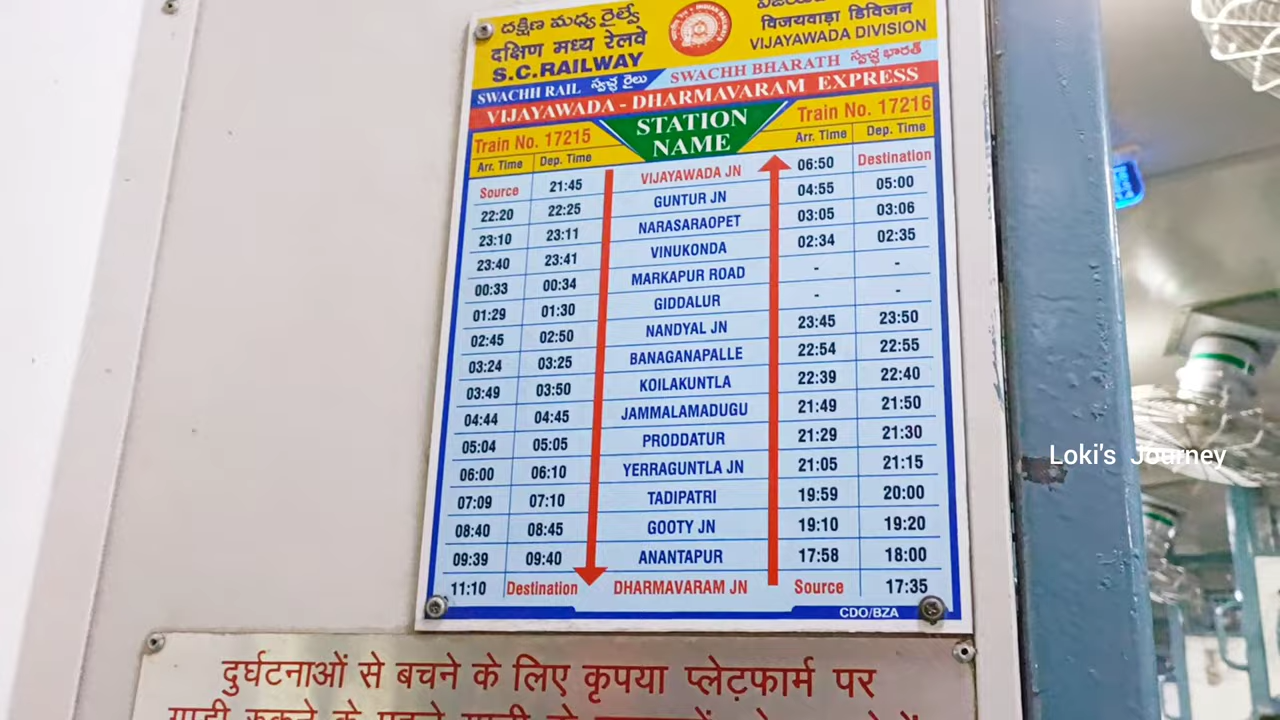 దక్షిణ మధ్య రైల్వే
दक्षिण मध्य रेलवे
S.C.RAILWAY
विजयवाडा डिविजन
VIJAYAWADA DIVISION
SWACHH RAIL స్వచ్ఛ రైలు SWACHH BHARATH స్వచ్ఛ భారత్
VIJAYAWADA - DHARMAVARAM EXPRESS
Train No. 17215 STATION NAME Train No. 17216
Arr. Time Dep. Time Arr. Time Dep. Time
Source 21:45 VIJAYAWADA JN 06:50 Destination
22:20 22:25 GUNTUR JN 04:55 05:00
23:10 23:11 NARASARAOPET 03:05 03:06
23:40 23:41 VINUKONDA 02:34 02:35
00:33 00:34 MARKAPUR ROAD - -
01:29 01:30 GIDDALUR - -
02:45 02:50 NANDYAL JN 23:45 23:50
03:24 03:25 BANAGANAPALLE 22:54 22:55
03:49 03:50 KOILAKUNTLA 22:39 22:40
04:44 04:45 JAMMALAMADUGU 21:49 21:50
05:04 05:05 PRODDATUR 21:29 21:30
06:00 06:10 YERRAGUNTLA JN 21:05 21:15
07:09 07:10 TADIPATRI 19:59 20:00
08:40 08:45 GOOTY JN 19:10 19:20
09:39 09:40 ANANTAPUR 17:58 18:00
11:10 Destination DHARMAVARAM JN Source 17:35
CDO/BZA
Loki's Journey
दुर्घटनाओं से बचने के लिए कृपया प्लेटफार्म पर